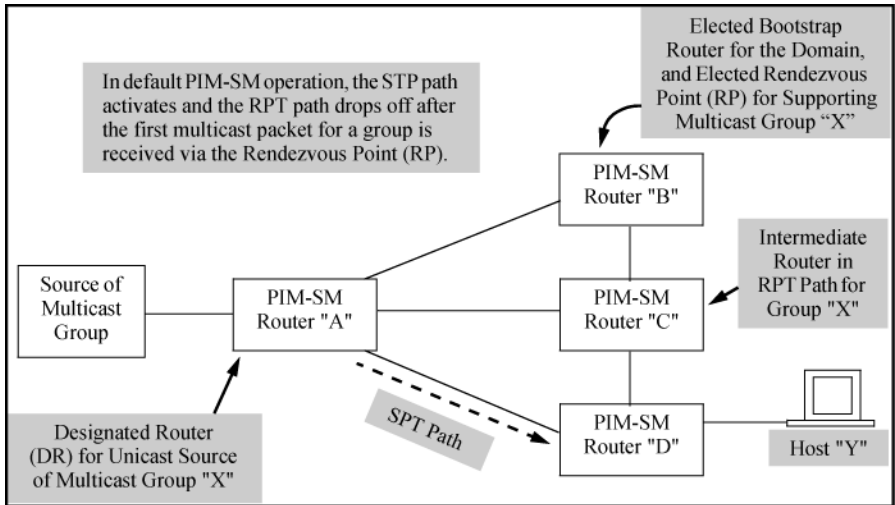 In default PIM-SM operation, the STP path
activates and the RPT path drops off after
the first multicast packet for a group is
received via the Rendezvous Point (RP).
Elected Bootstrap
Router for the Domain,
and Elected Rendezvous
Point (RP) for Supporting
Multicast Group “X”
PIM-SM
Router "B"
Intermediate
Router in
RPT Path for
Group "X"
Source of
Multicast
Group
PIM-SM
Router "A"
PIM-SM
Router "C"
SPT Path
PIM-SM
Router "D"
Host "Y"
Designated Router
(DR) for Unicast Source
of Multicast Group "X"